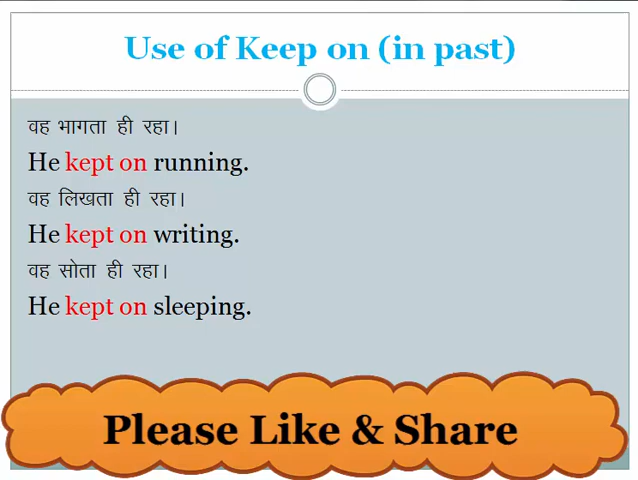 Use of Keep on (in past)
वह भागता ही रहा।
He kept on running.
वह लिखता ही रहा।
He kept on writing.
वह सोता ही रहा।
He kept on sleeping.
Please Like & Share